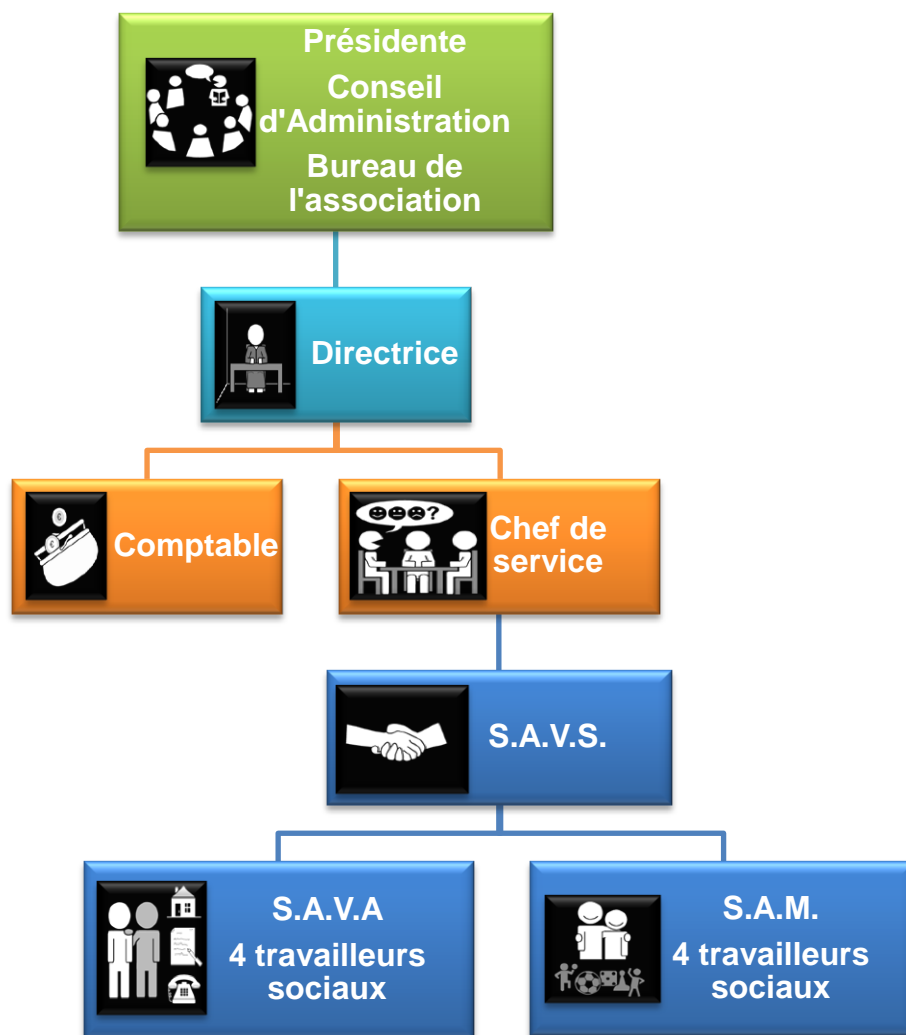 Présidente
Conseil
d'Administration
Bureau de
l'association
Directrice
Comptable
Chef de
service
S.A.V.S.
S.A.V.A
4 travailleurs
sociaux
S.A.M.
4 travailleurs
sociaux